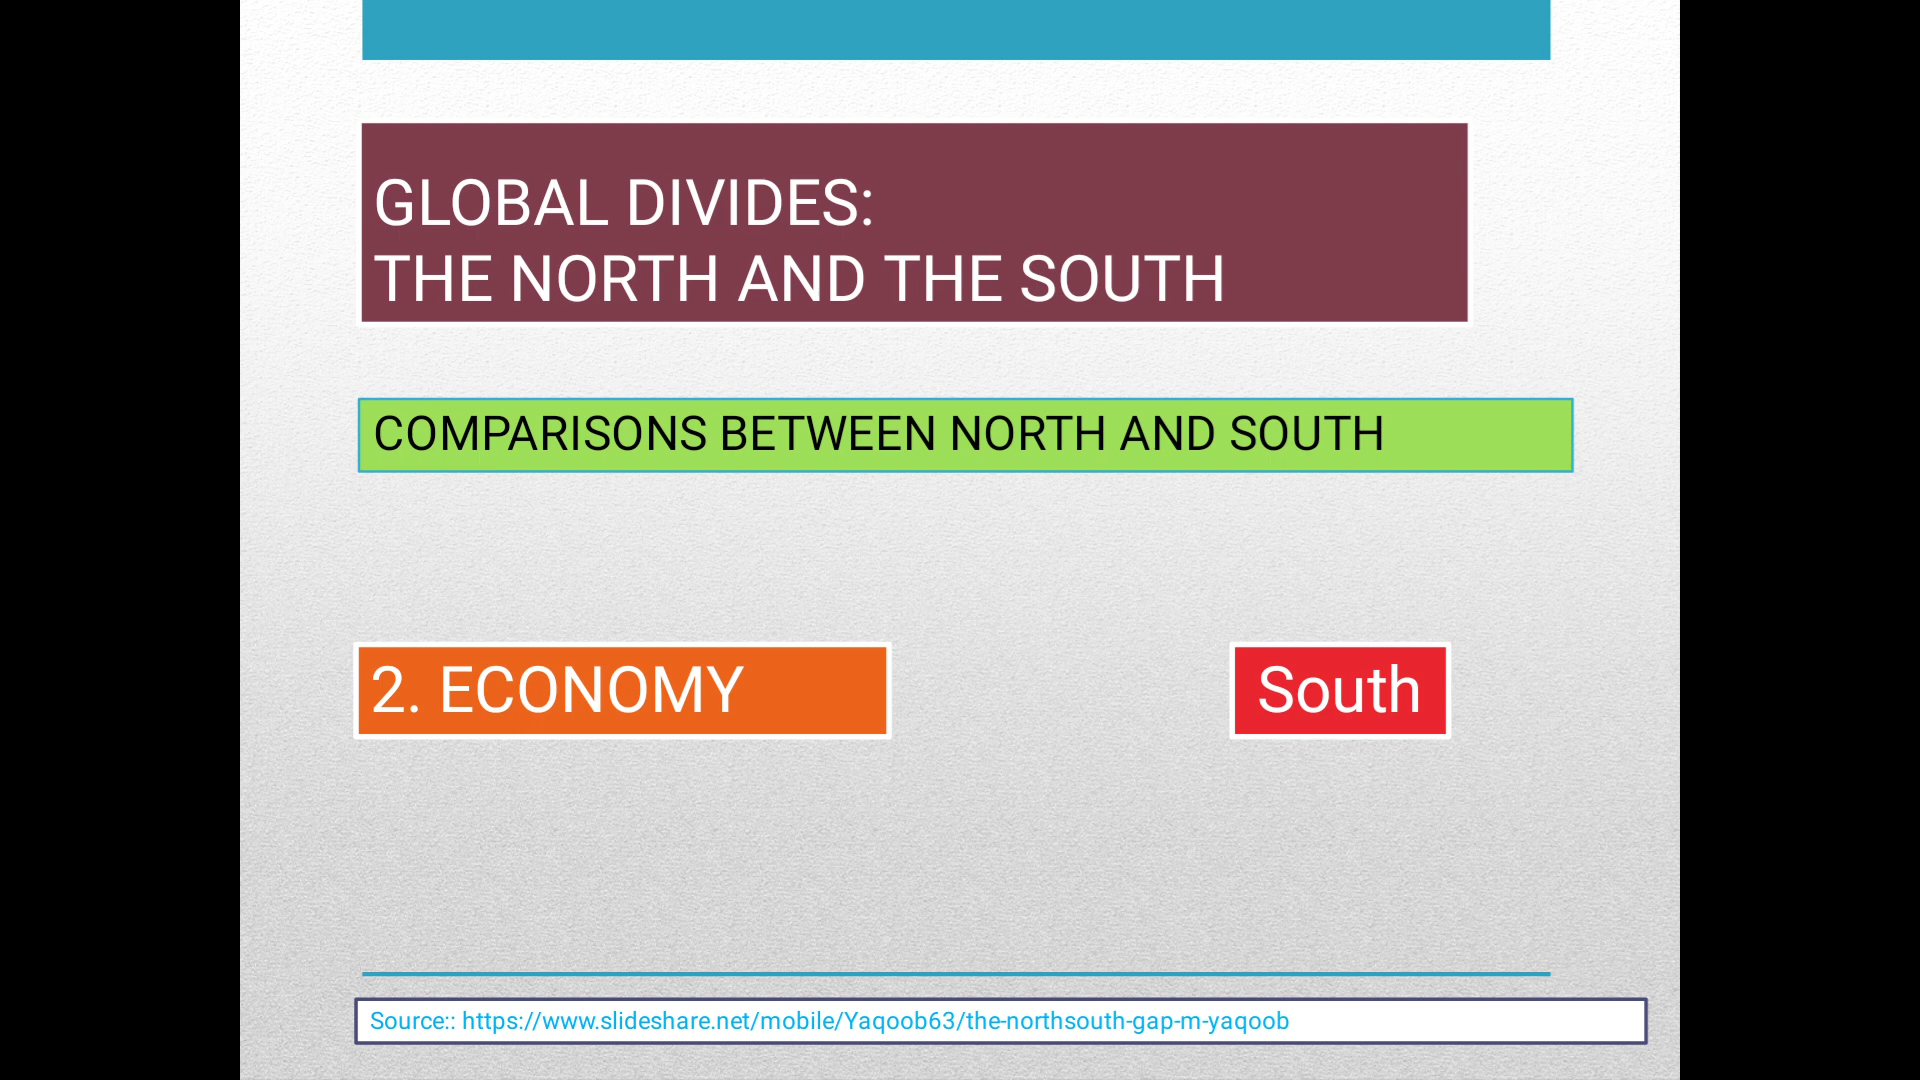 GLOBAL DIVIDES:
THE NORTH AND THE SOUTH
COMPARISONS BETWEEN NORTH AND SOUTH
2. ECONOMY
South
Source:: https://www.slideshare.net/mobile/Yaqoob63/the-northsouth-gap-m-yaqoob